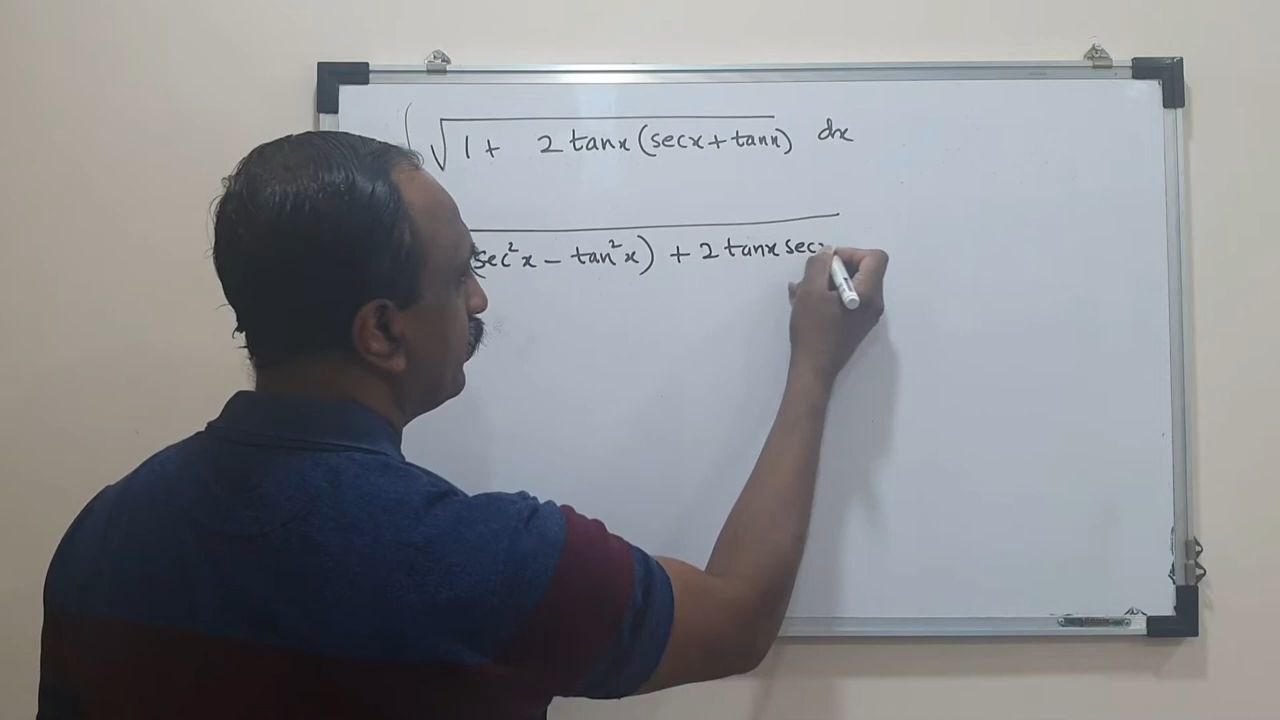 ∫ √1 + 2 tanx (secx + tanx) dx
(sec²x − tan²x) + 2 tanx sec